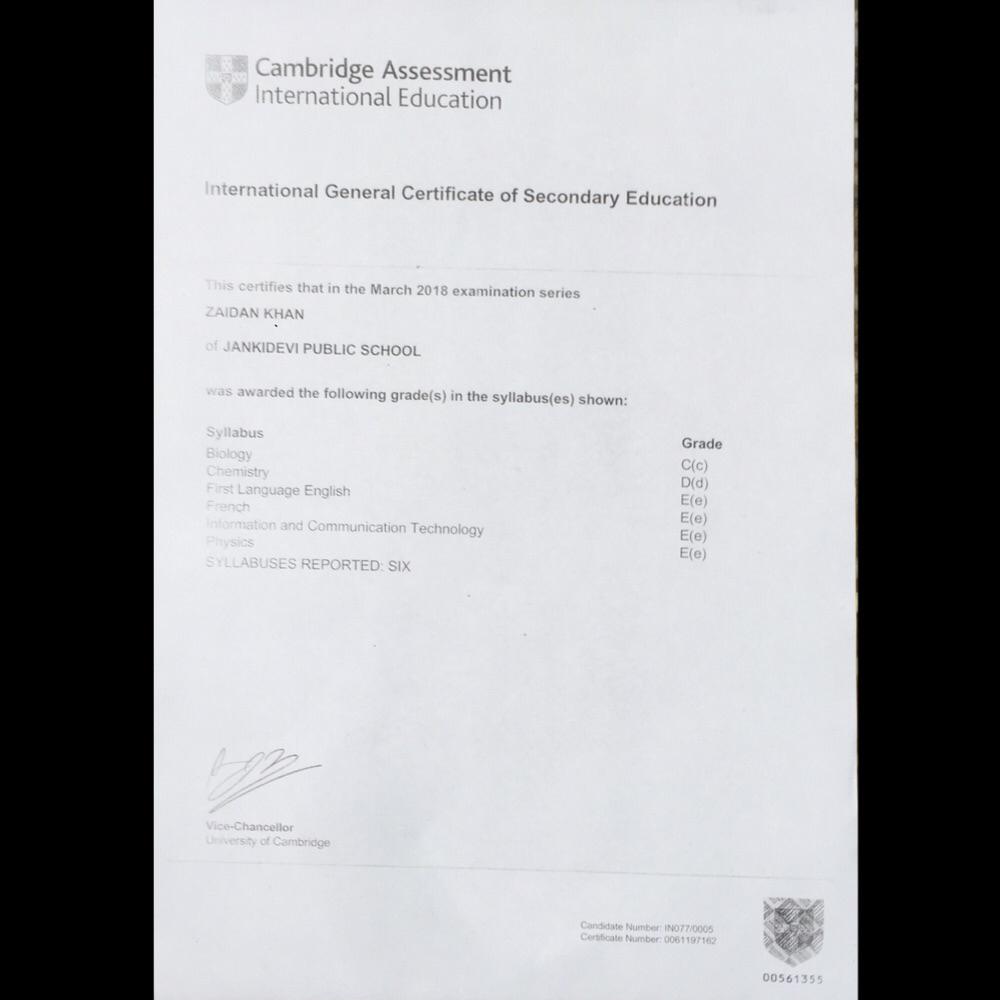 Cambridge Assessment
International Education
International General Certificate of Secondary Education
This certifies that in the March 2018 examination series
ZAIDAN KHAN
of JANKIDEVI PUBLIC SCHOOL
was awarded the following grade(s) in the syllabus(es) shown:
Syllabus Grade
Biology C(c)
Chemistry D(d)
First Language English E(e)
French E(e)
Information and Communication Technology E(e)
Physics E(e)
SYLLABUSES REPORTED: SIX
Vice-Chancellor
University of Cambridge
Candidate Number: IN077/0005
Certificate Number: 0061197162
00561355